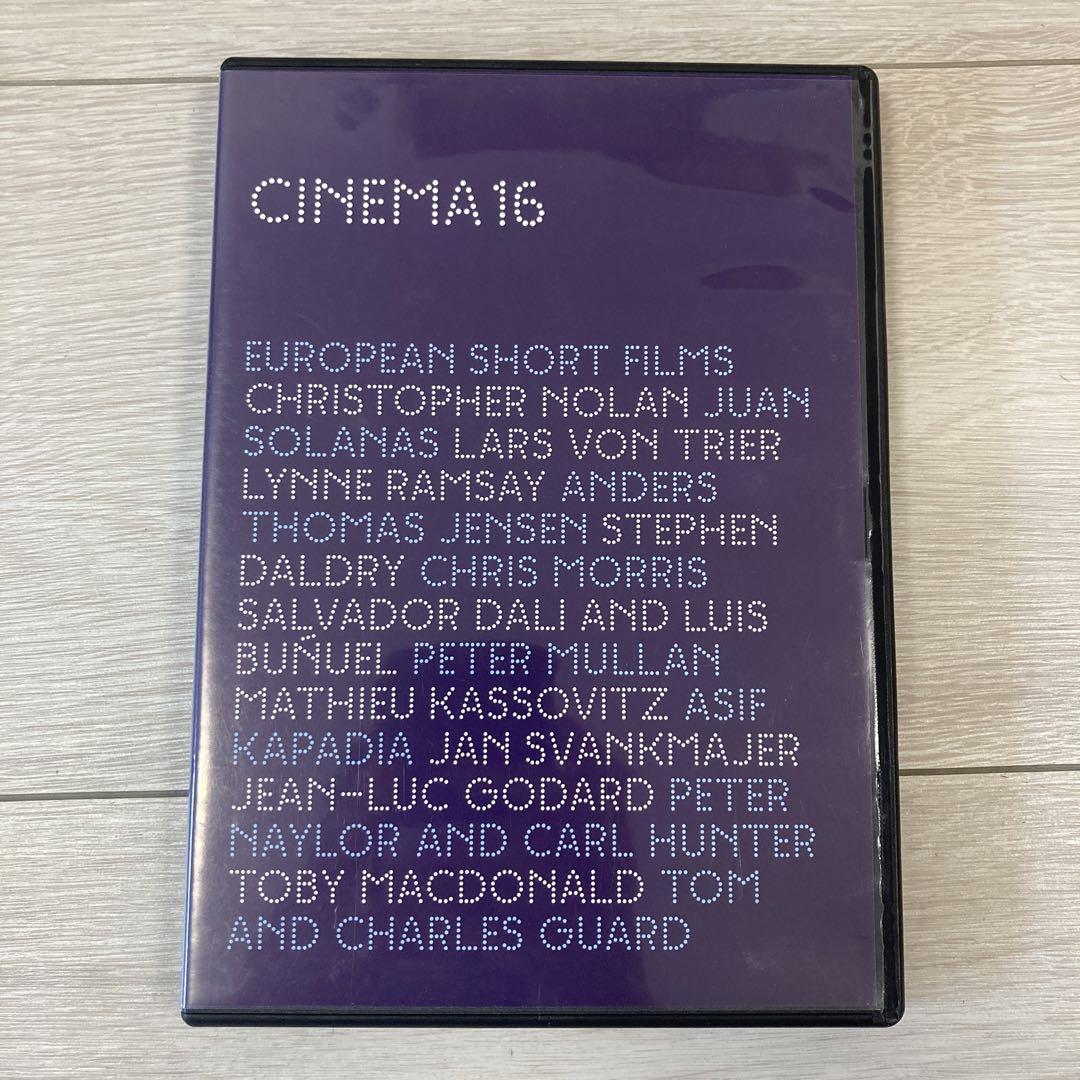 CINEMA16
EUROPEAN SHORT FILMS
CHRISTOPHER NOLAN JUAN
SOLANAS LARS VON TRIER
LYNNE RAMSAY ANDERS
THOMAS JENSEN STEPHEN
DALDRY CHRIS MORRIS
SALVADOR DALI AND LUIS
BUÑUEL PETER MULLAN
MATHIEU KASSOVITZ ASIF
KAPADIA JAN SVANKMAJER
JEAN-LUC GODARD PETER
NAYLOR AND CARL HUNTER
TOBY MACDONALD TOM
AND CHARLES GUARD